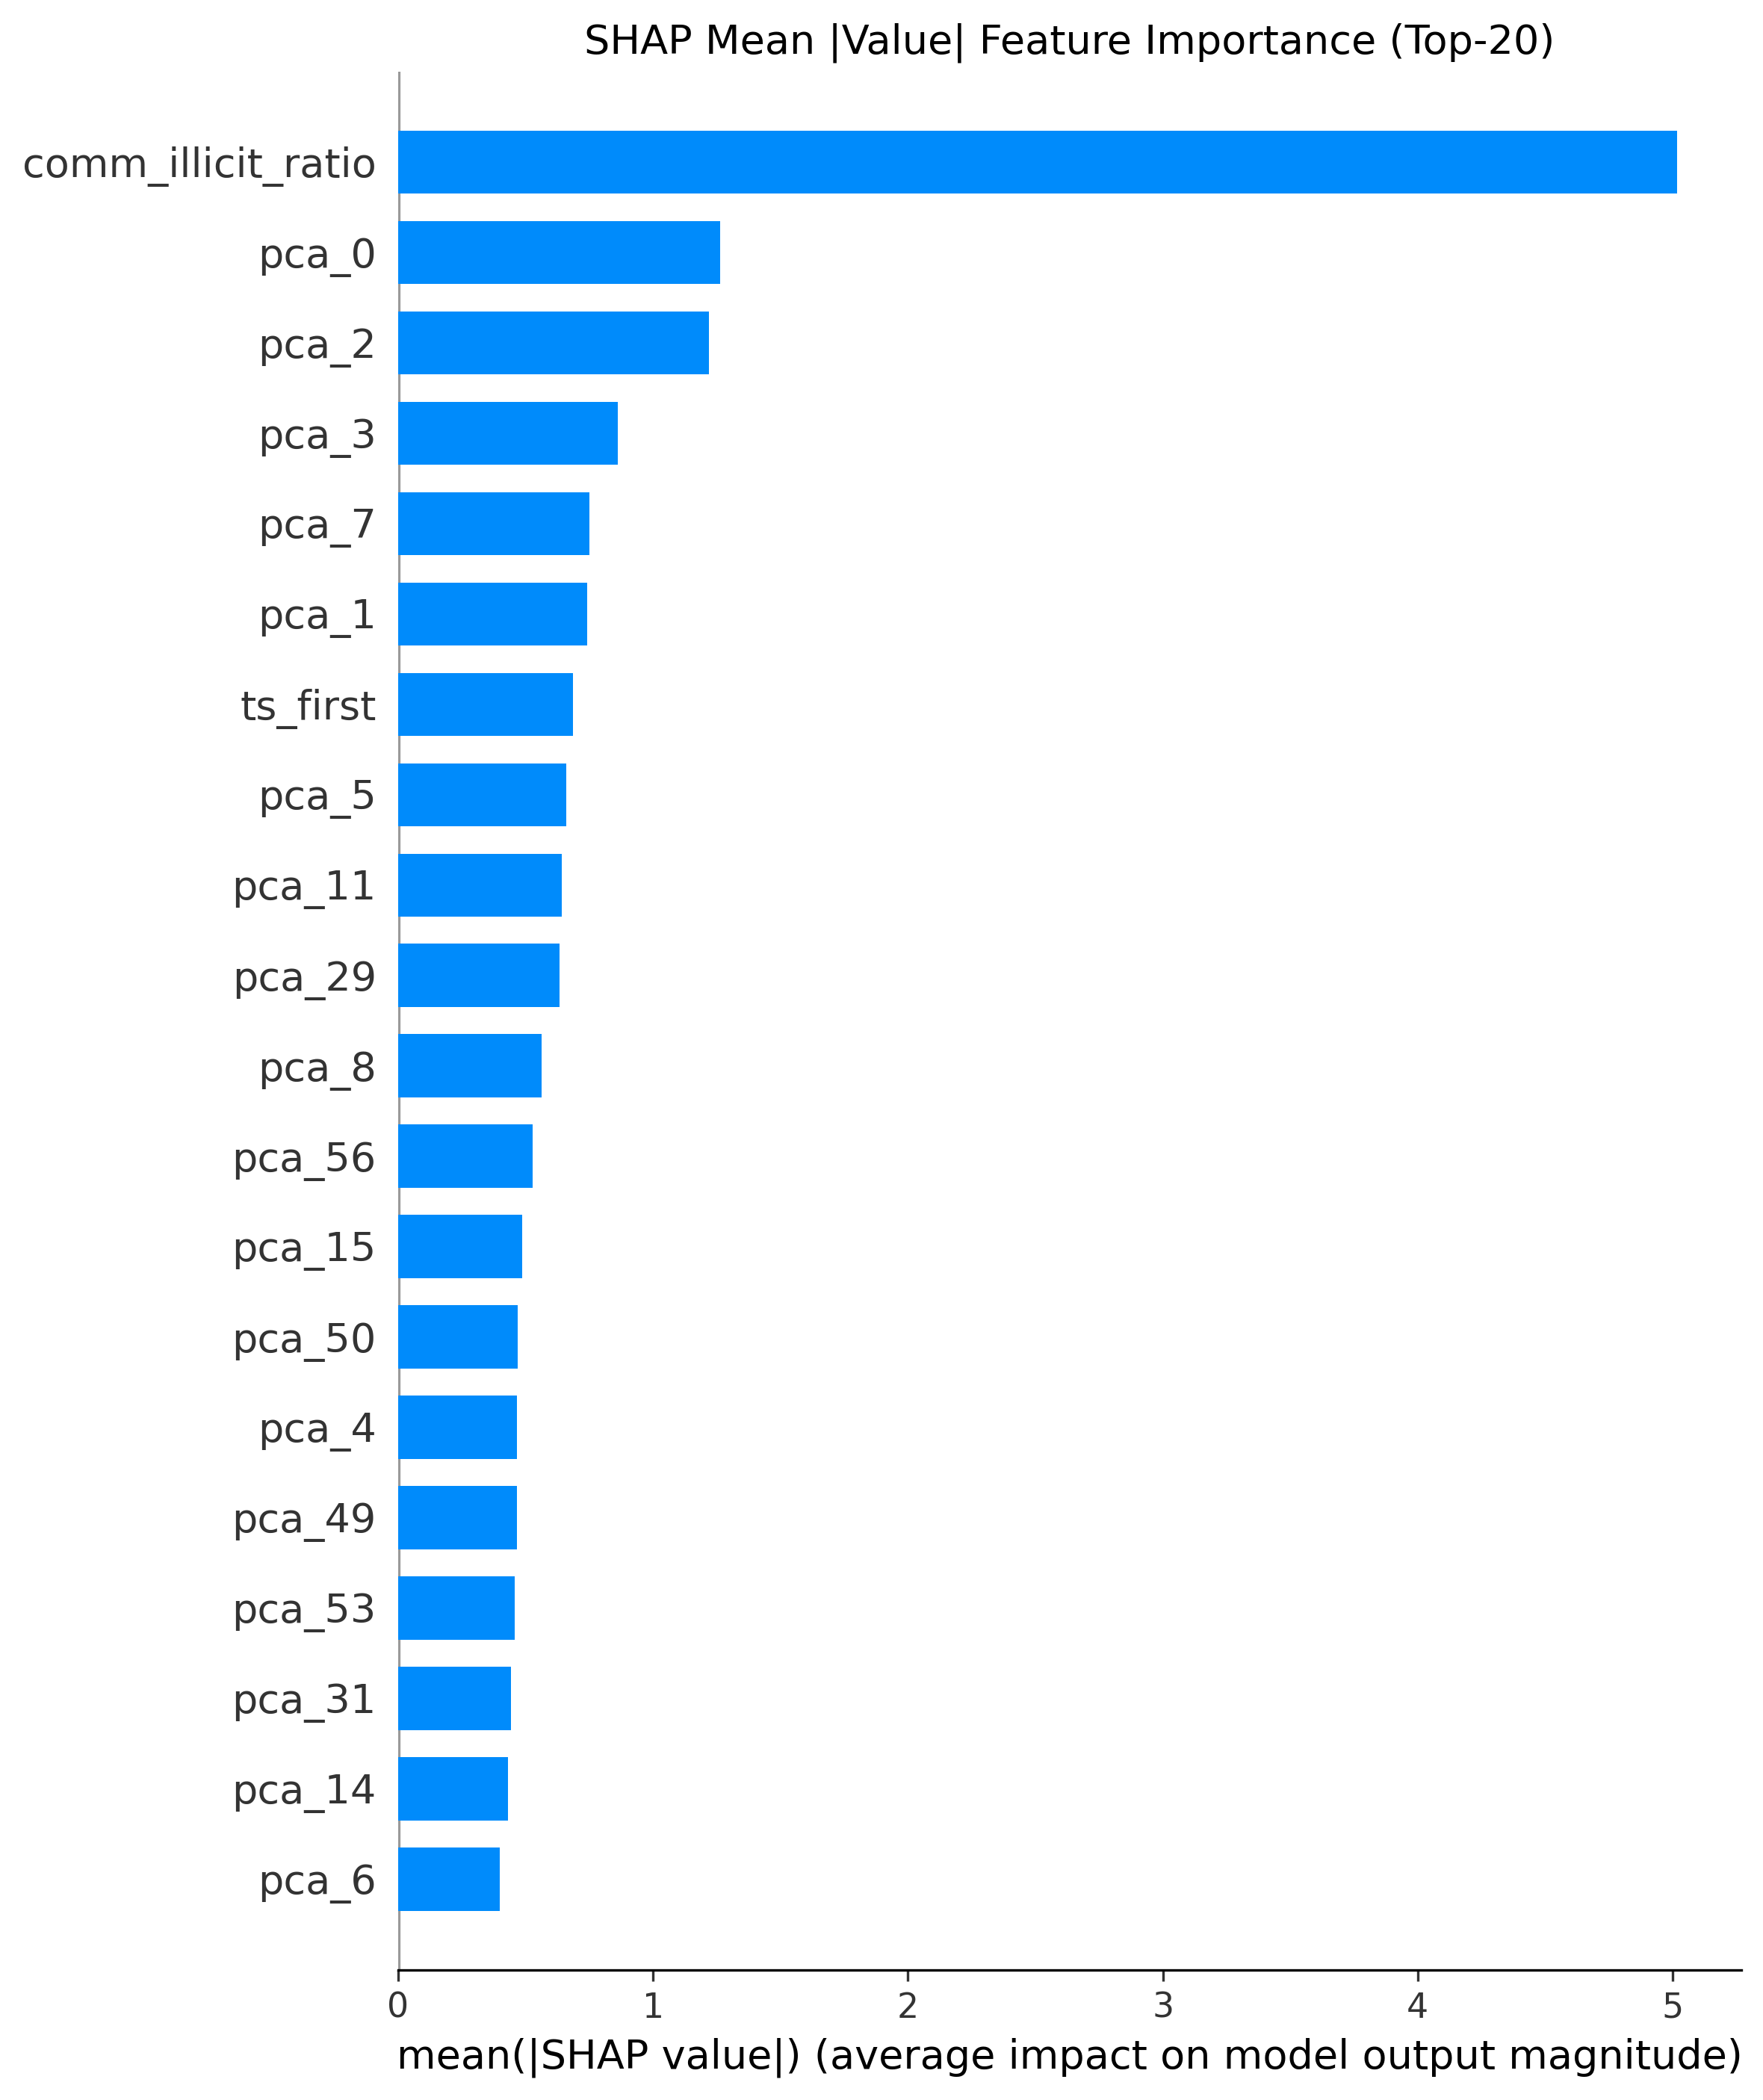 SHAP Mean |Value| Feature Importance (Top-20)
comm_illicit_ratio
pca_0
pca_2
pca_3
pca_7
pca_1
ts_first
pca_5
pca_11
pca_29
pca_8
pca_56
pca_15
pca_50
pca_4
pca_49
pca_53
pca_31
pca_14
pca_6
0 1 2 3 4 5
mean(|SHAP value|) (average impact on model output magnitude)